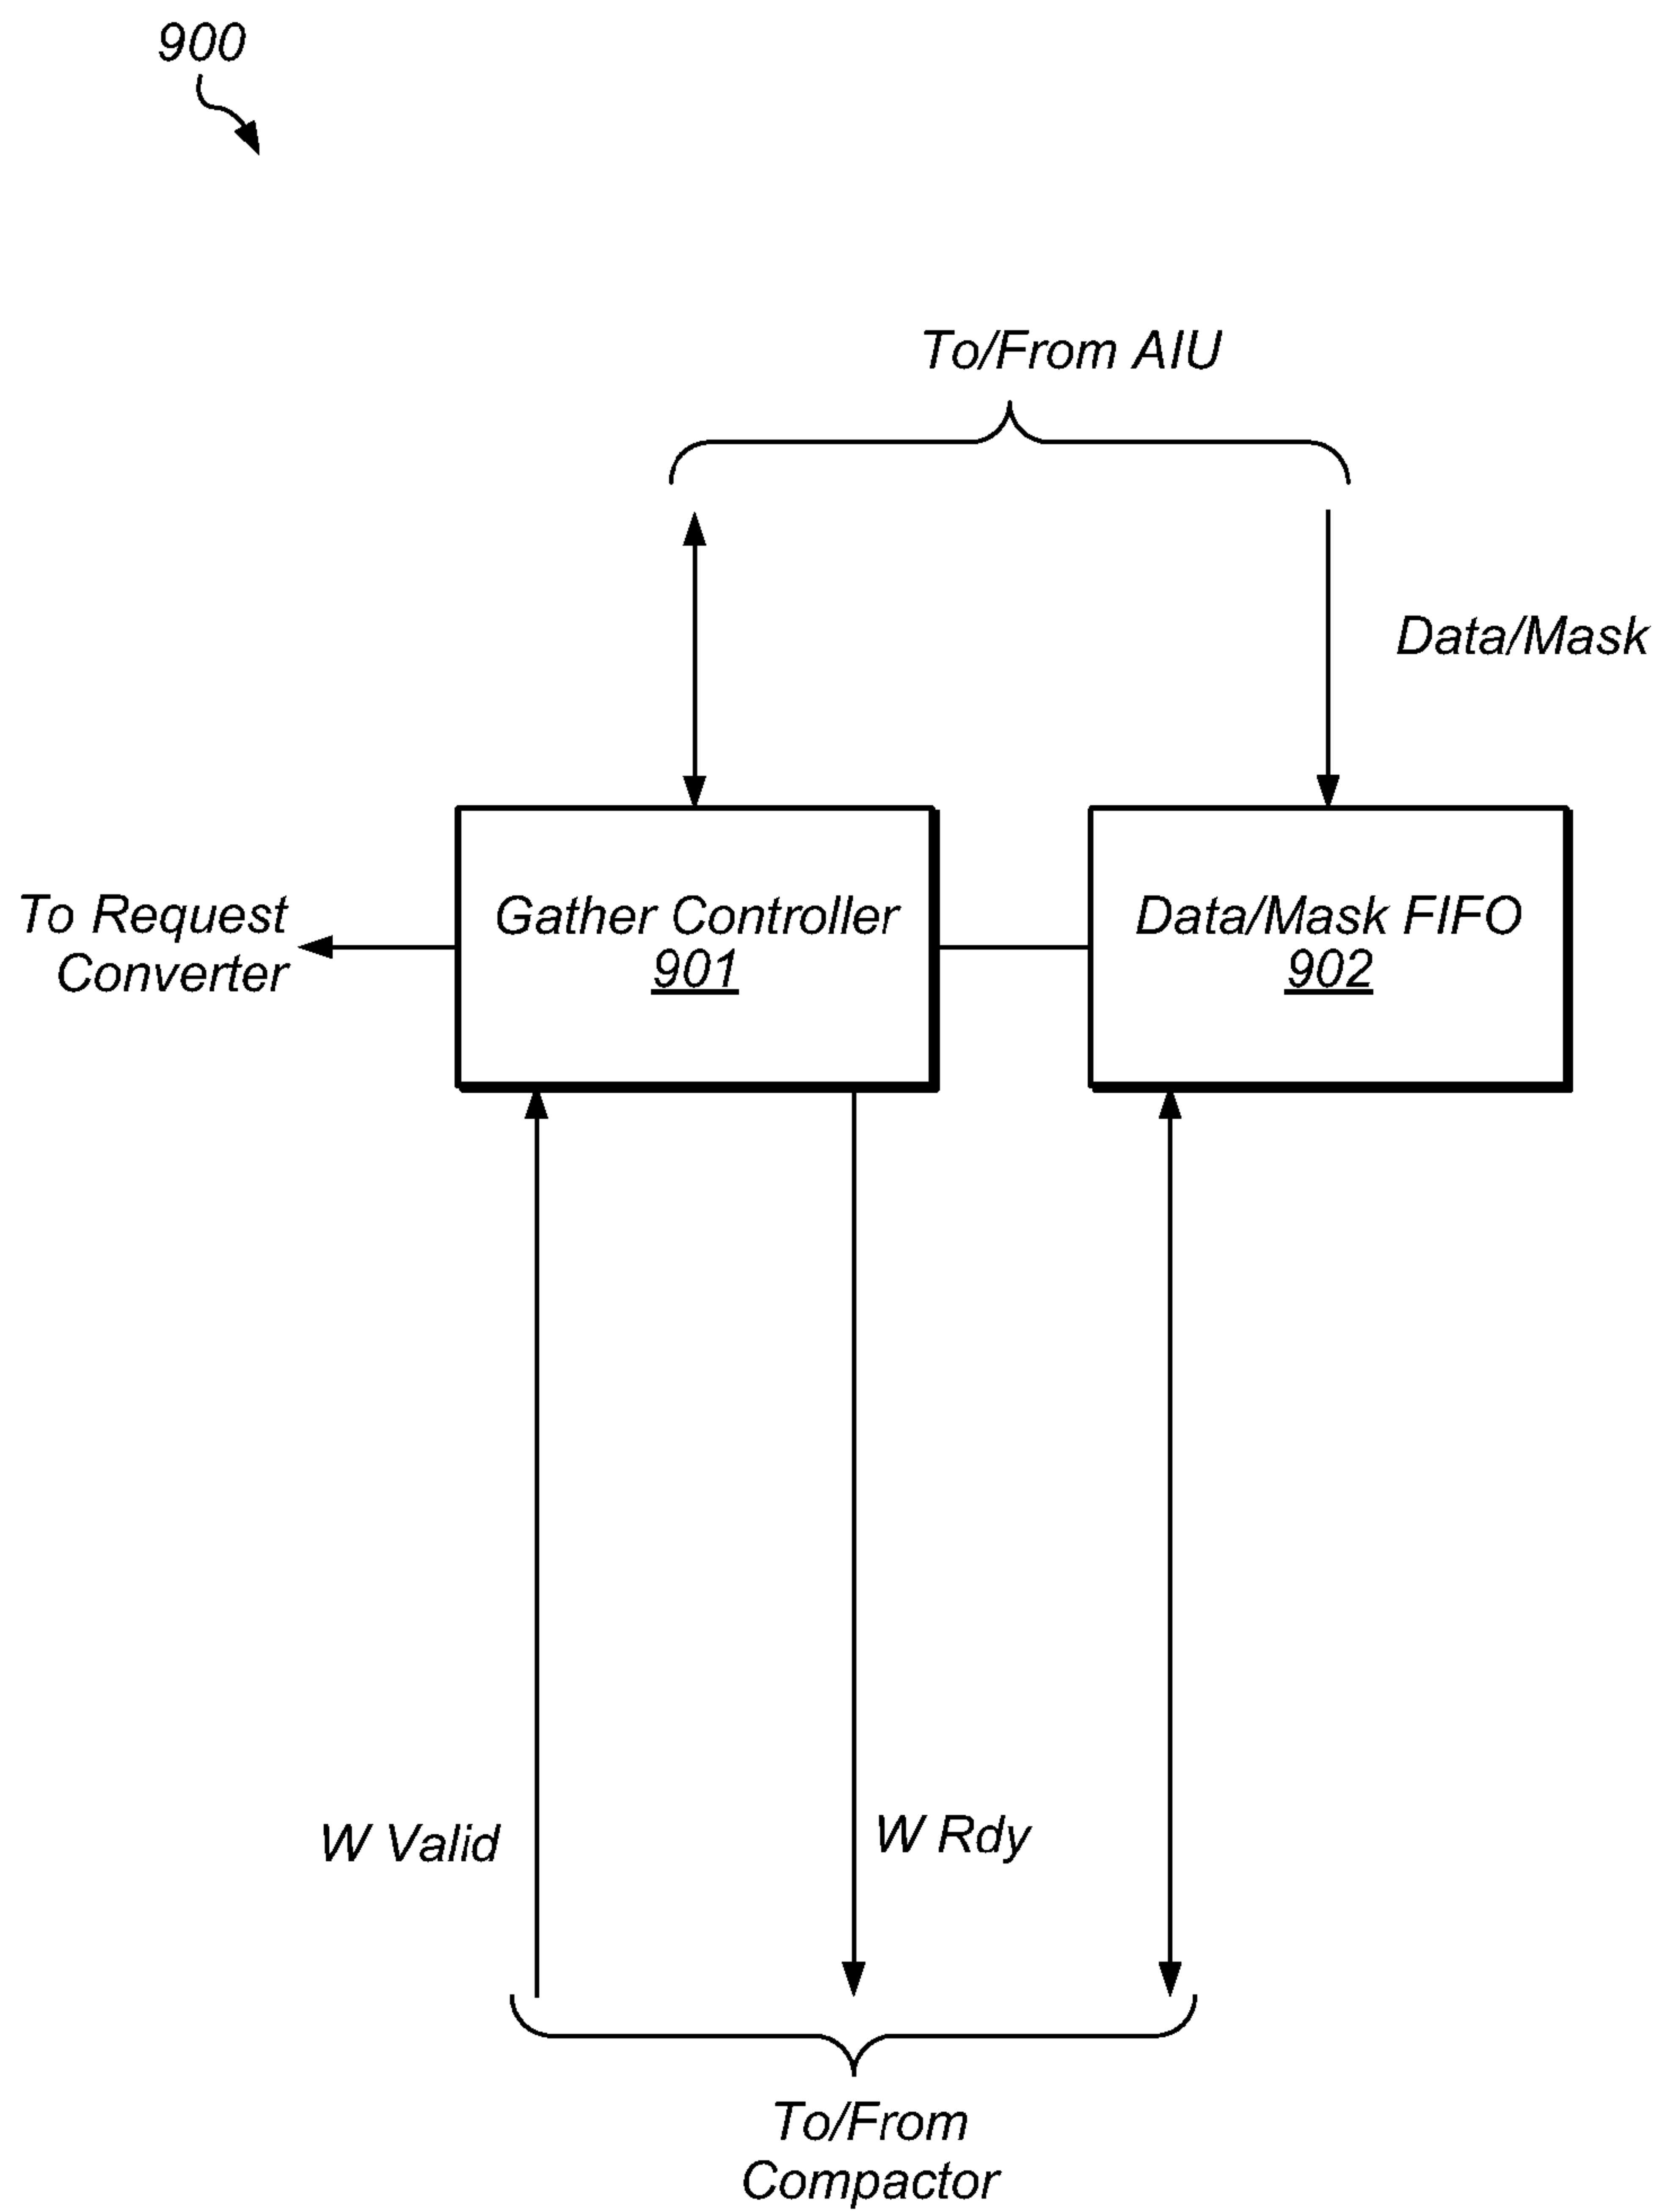 900
To/From AIU
Data/Mask
To Request
Converter
Gather Controller
901
Data/Mask FIFO
902
W Valid
W Rdy
To/From
Compactor